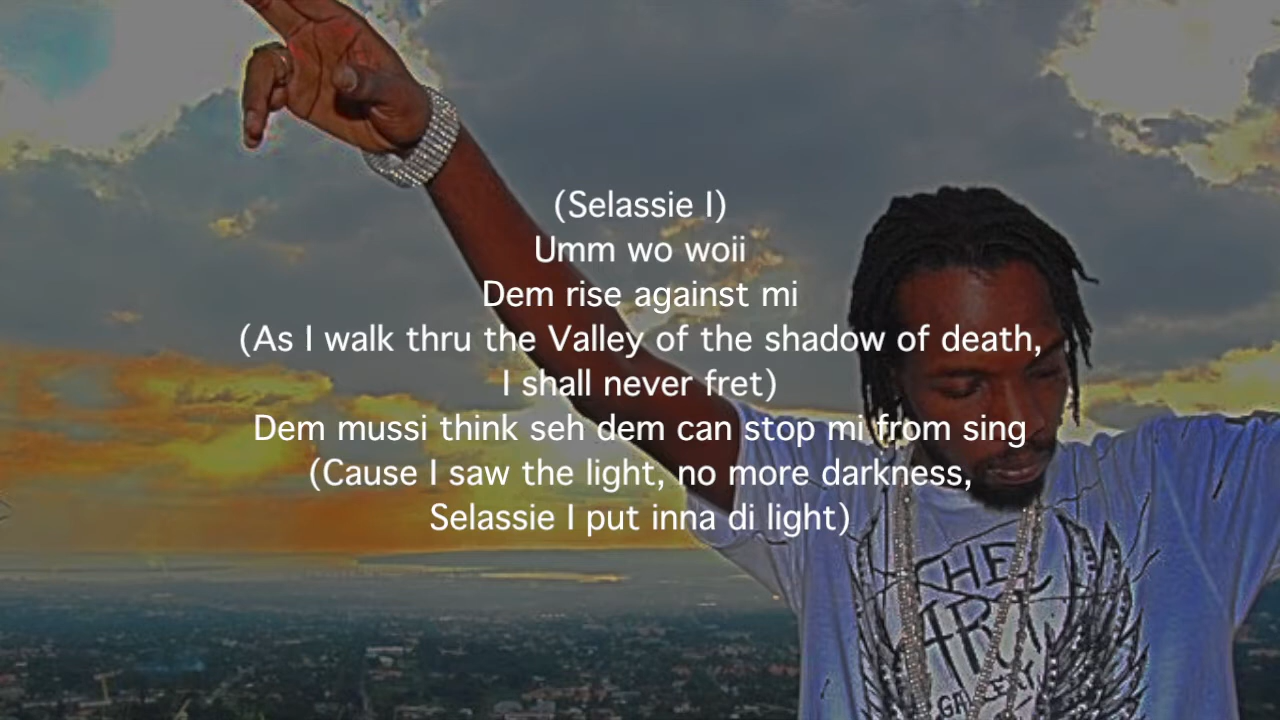 (Selassie I)
Umm wo woii
Dem rise against mi
(As I walk thru the Valley of the shadow of death,
I shall never fret)
Dem mussi think seh dem can stop mi from sing
(Cause I saw the light, no more darkness,
Selassie I put inna di light)